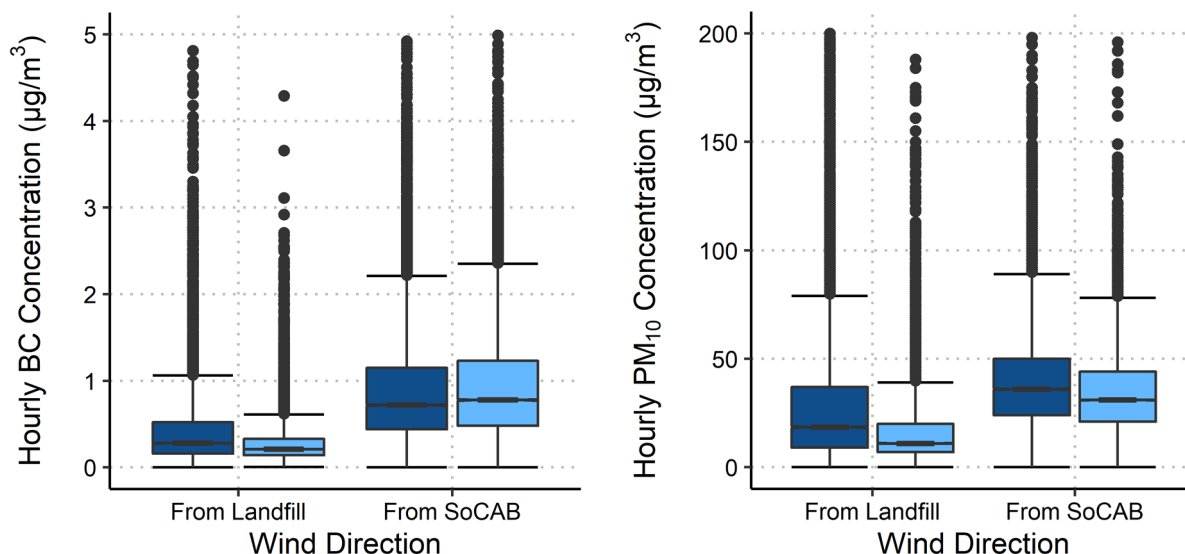 Hourly BC Concentration (µg/m³)
5
4
3
2
1
0
From Landfill From SoCAB
Wind Direction
Hourly PM₁₀ Concentration (µg/m³)
200
150
100
50
0
From Landfill From SoCAB
Wind Direction